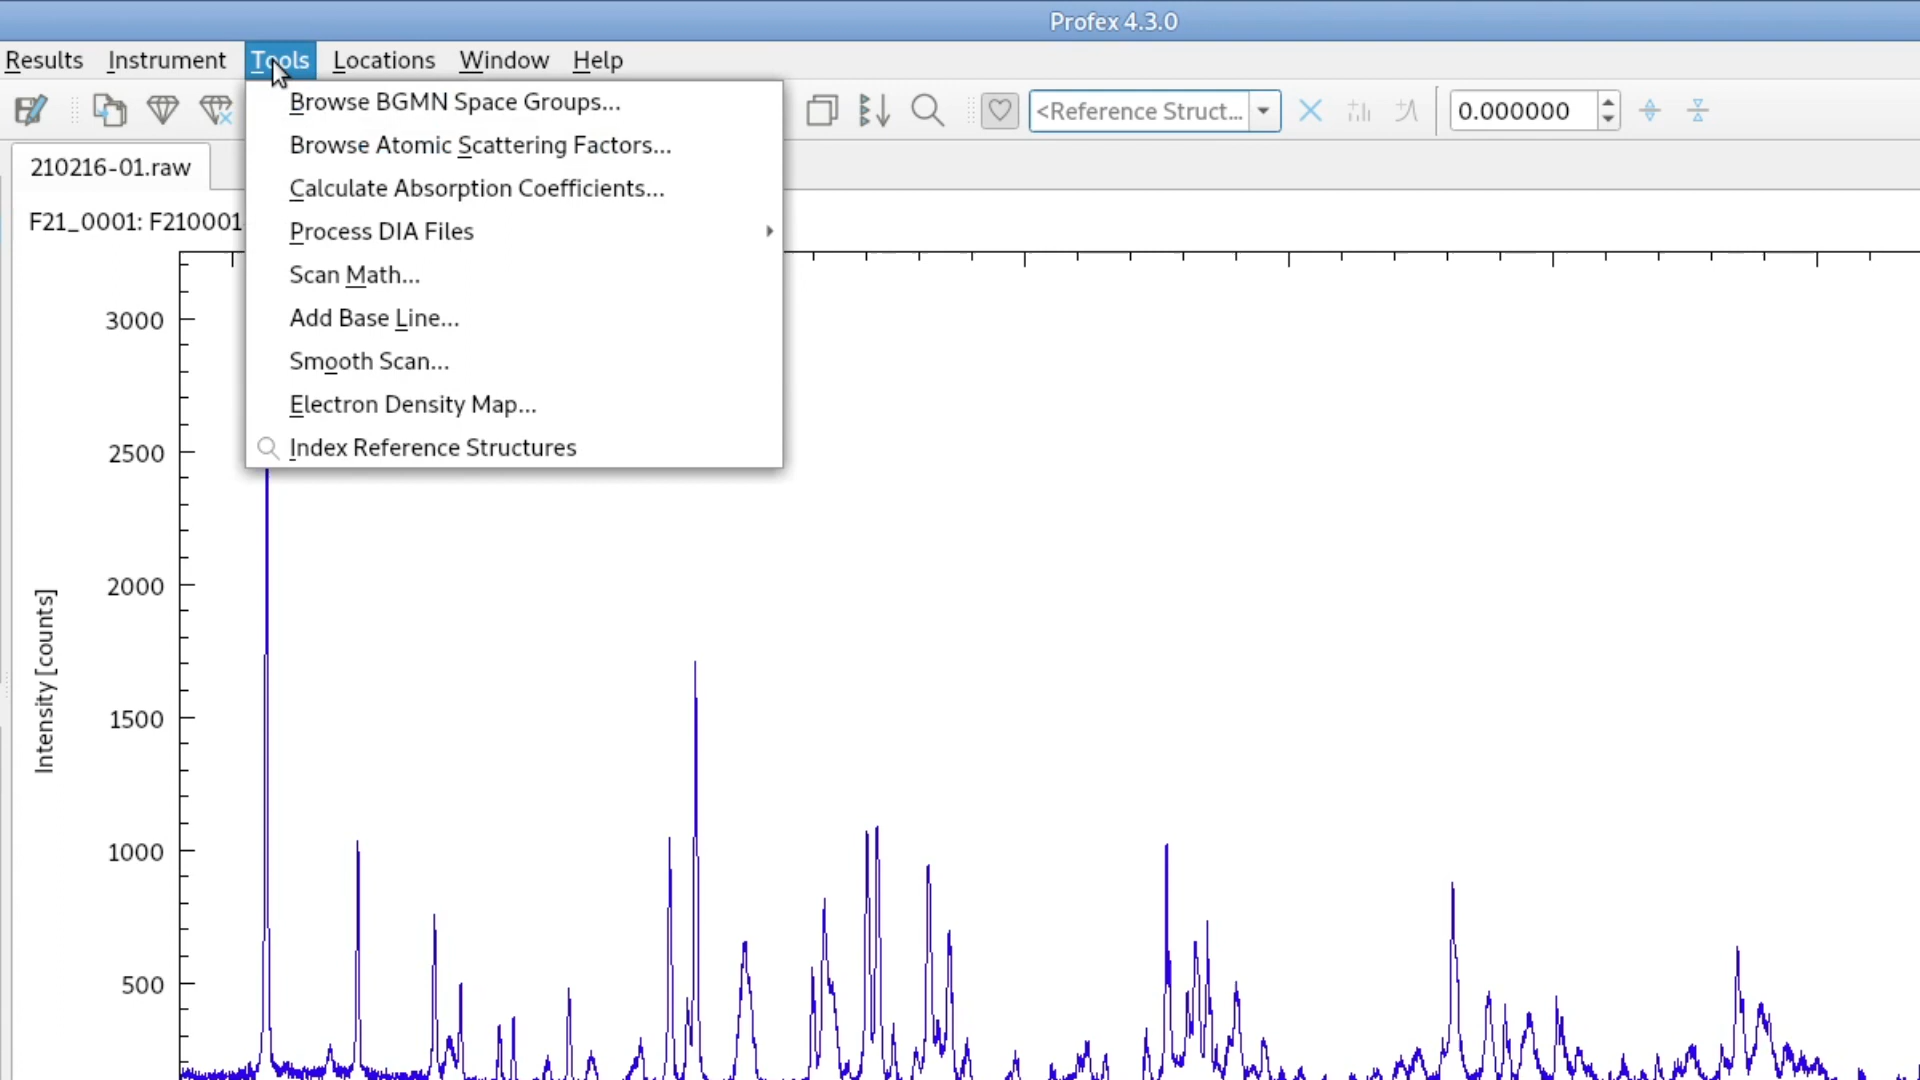 Profex 4.3.0
Results Instrument Tools Locations Window Help
<Reference Struct... 0.000000
210216-01.raw
F21_0001: F210001
Browse BGMN Space Groups...
Browse Atomic Scattering Factors...
Calculate Absorption Coefficients...
Process DIA Files
Scan Math...
Add Base Line...
Smooth Scan...
Electron Density Map...
Index Reference Structures
3000
2500
2000
1500
1000
500
Intensity [counts]